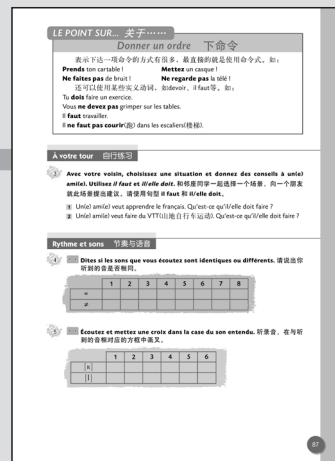 LE POINT SUR... 关于……
Donner un ordre 下命令
表示下达一项命令的方式有很多，最直接的就是使用命令式。如：
Prends ton cartable ! Mettez un casque !
Ne faites pas de bruit ! Ne regarde pas la télé !
还可以使用某些实义动词，如devoir、il faut等。如：
Tu dois faire un exercice.
Vous ne devez pas grimper sur les tables.
Il faut travailler.
Il ne faut pas courir(跑) dans les escaliers(楼梯).
À votre tour 自行练习
3 Avec votre voisin, choisissez une situation et donnez des conseils à un(e)
ami(e). Utilisez il faut et il/elle doit. 和邻座同学一起选择一个场景，向一个朋友
就此场景提出建议。请使用句型 il faut 和 il/elle doit。
1 Un(e) ami(e) veut apprendre le français. Qu'est-ce qu'il/elle doit faire ?
2 Un(e) ami(e) veut faire du VTT(山地自行车运动). Qu'est-ce qu'il/elle doit faire ?
Rythme et sons 节奏与语音
4 Dites si les sons que vous écoutez sont identiques ou différents. 请说出你
听到的音是否相同。
1 2 3 4 5 6 7 8
=
≠
5 Écoutez et mettez une croix dans la case du son entendu. 听录音，在与听
到的音相对应的方框中画叉。
1 2 3 4 5 6
[ʀ]
[l]
87